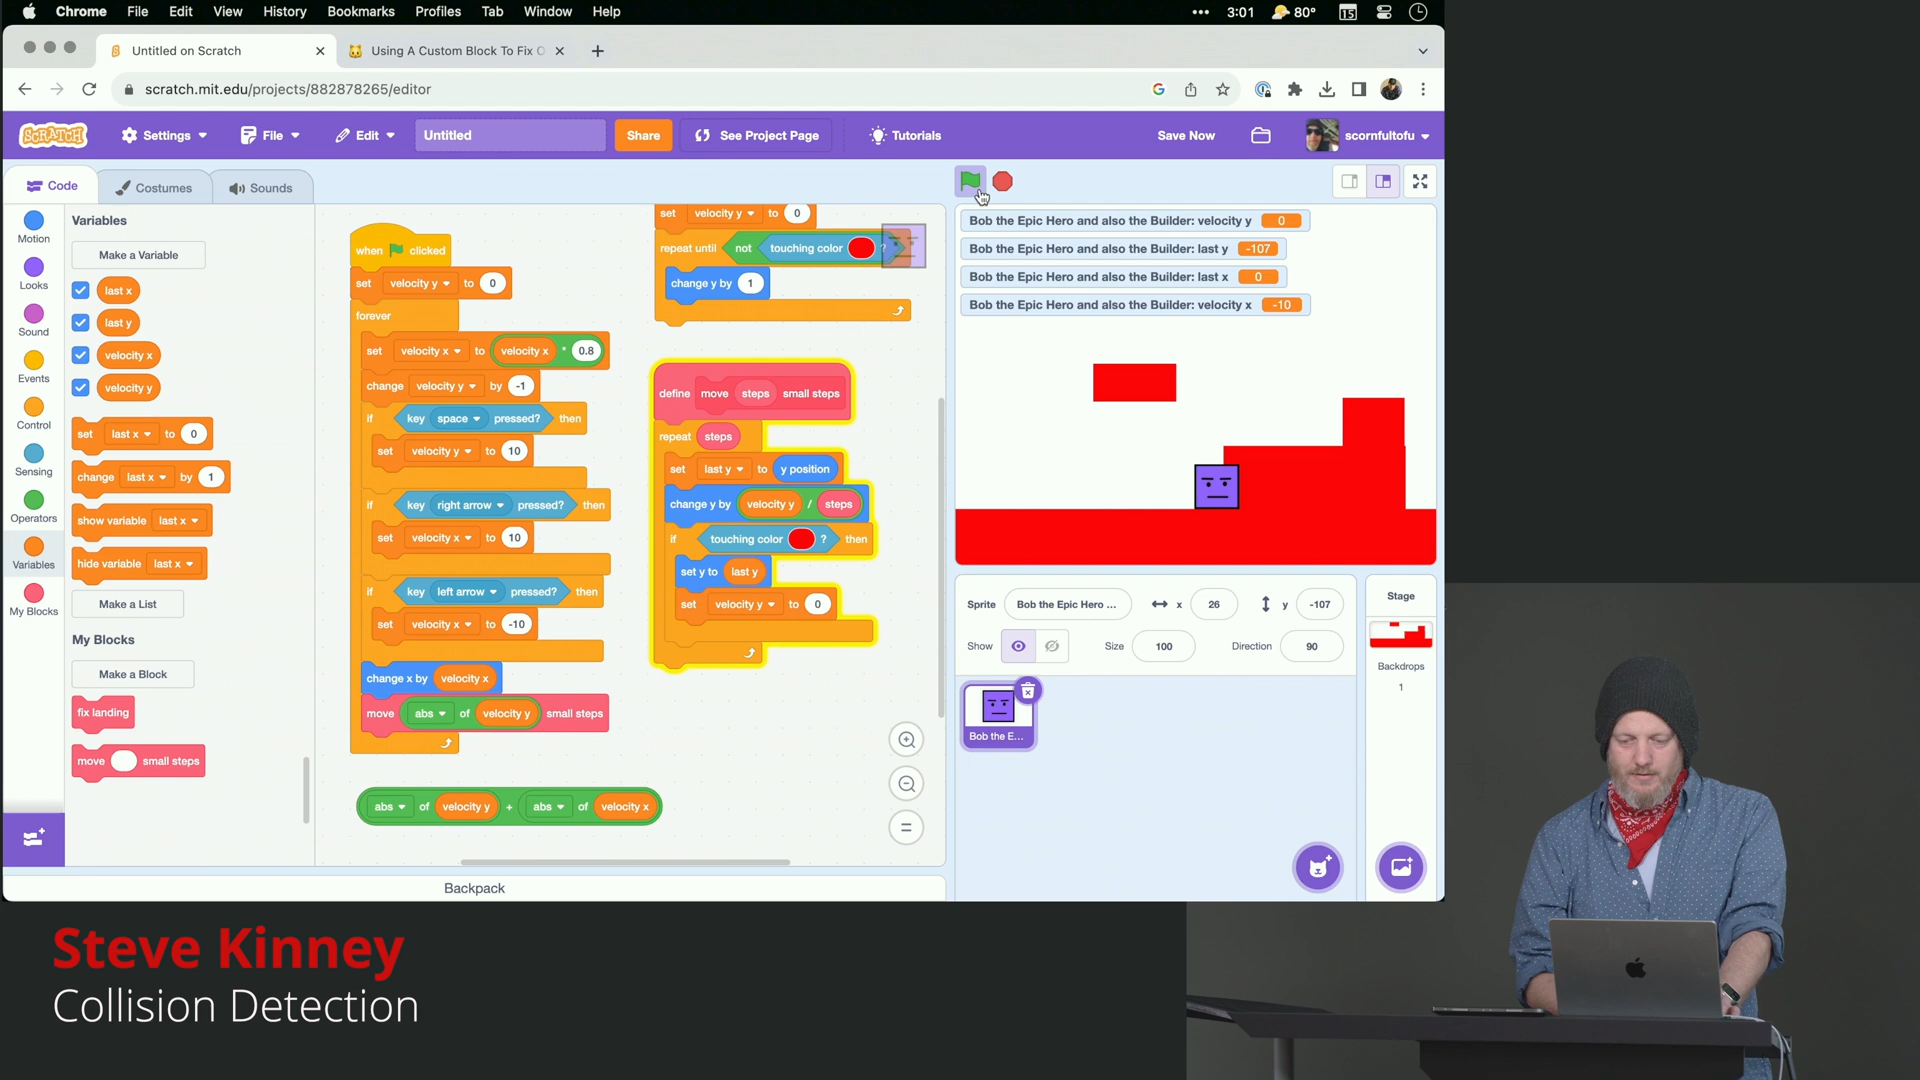 Chrome File Edit View History Bookmarks Profiles Tab Window Help
3:01 80° 15
Untitled on Scratch
Using A Custom Block To Fix
scratch.mit.edu/projects/882878265/editor
SCRATCH Settings File Edit Untitled Share See Project Page Tutorials Save Now scornfultofu
Code Costumes Sounds
Motion
Looks
Sound
Events
Control
Sensing
Operators
Variables
My Blocks
Variables
Make a Variable
last x
last y
velocity x
velocity y
set last x to 0
change last x by 1
show variable last x
hide variable last x
Make a List
My Blocks
Make a Block
fix landing
move small steps
when clicked
set velocity y to 0
forever
set velocity x to velocity x * 0.8
change velocity y by -1
if key space pressed? then
set velocity y to 10
if key right arrow pressed? then
set velocity x to 10
if key left arrow pressed? then
set velocity x to -10
change x by velocity x
move abs of velocity y small steps
abs of velocity y + abs of velocity x
set velocity y to 0
repeat until not touching color ?
change y by 1
define move steps small steps
repeat steps
set last y to y position
change y by velocity y / steps
if touching color ? then
set y to last y
set velocity y to 0
Backpack
Bob the Epic Hero and also the Builder: velocity y 0
Bob the Epic Hero and also the Builder: last y -107
Bob the Epic Hero and also the Builder: last x 0
Bob the Epic Hero and also the Builder: velocity x -10
Sprite Bob the Epic Hero ... x 26 y -107
Show Size 100 Direction 90
Bob the E...
Stage
Backdrops
1
Steve Kinney
Collision Detection